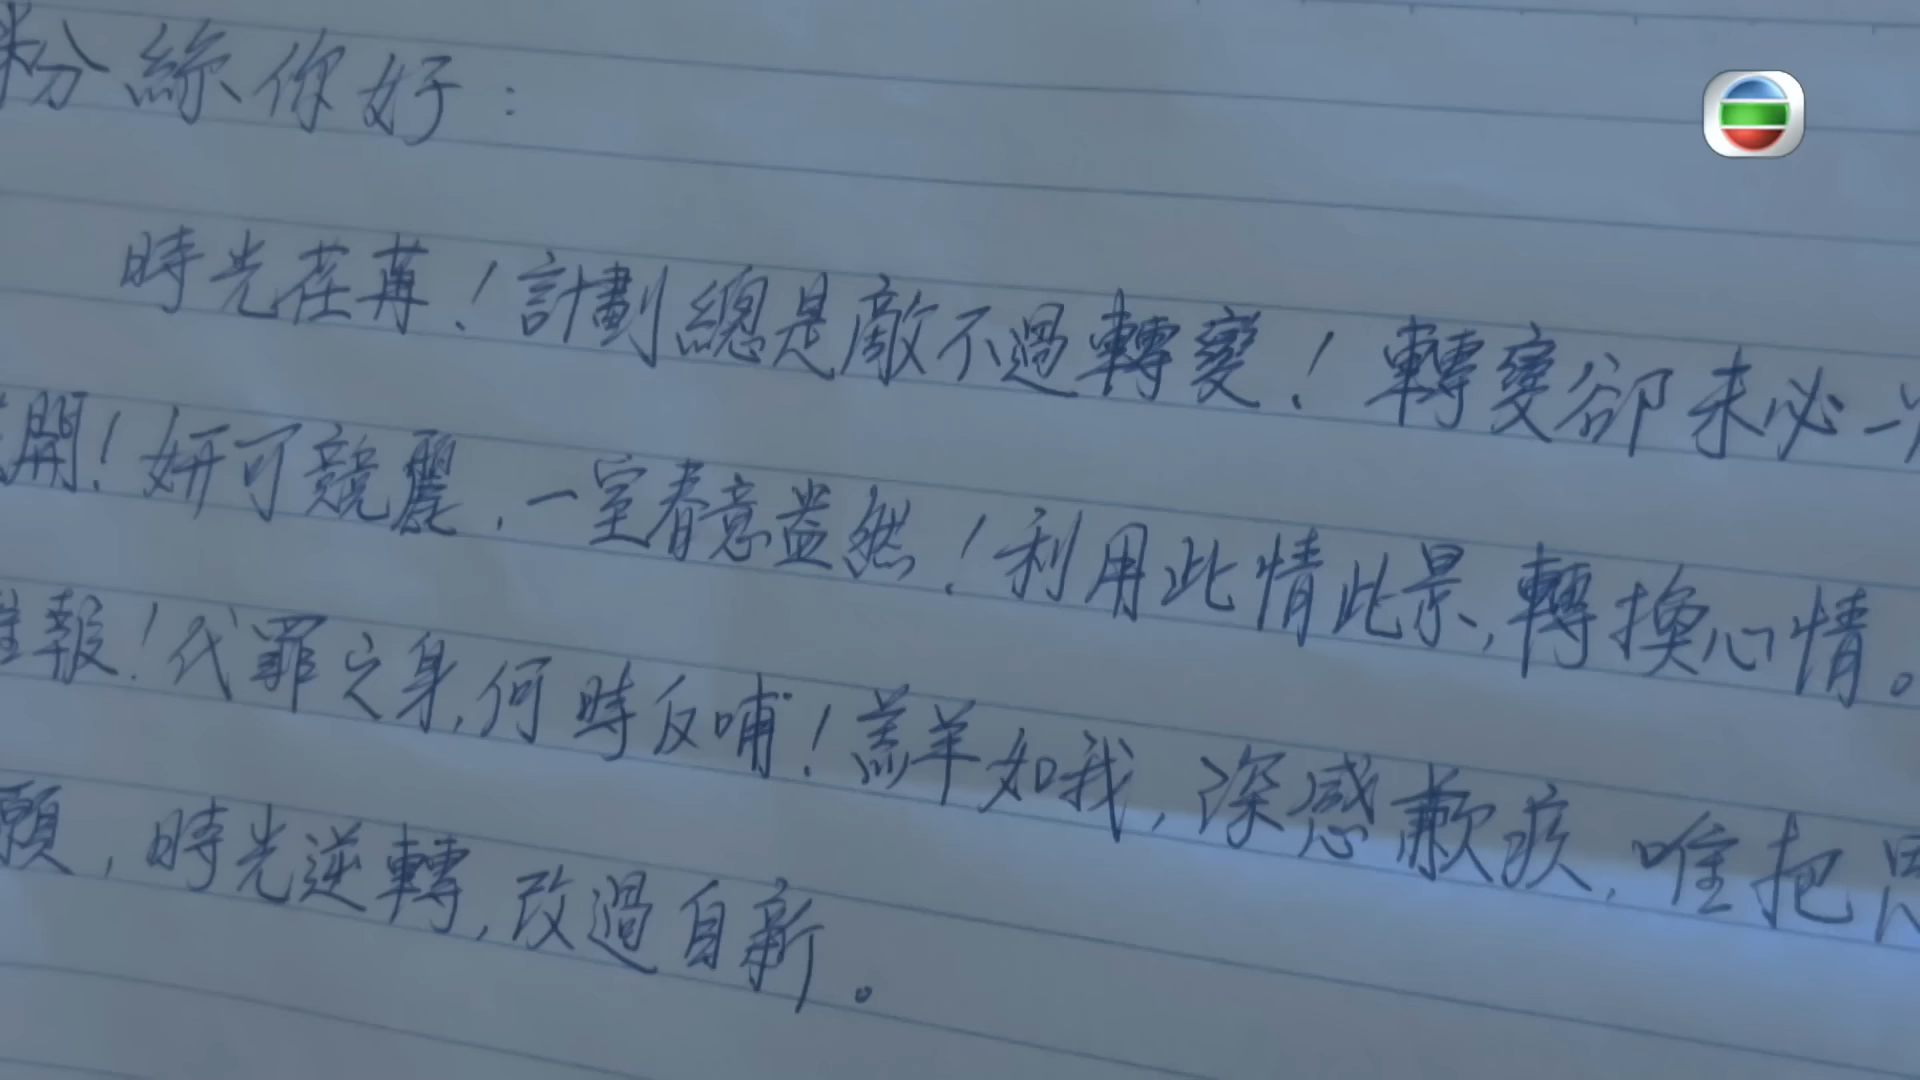 粉絲你好：
時光荏苒！計劃總是敵不過轉變！轉變卻未必一
開！妍可競麗，一室春意盎然！利用此情此景，轉換心情。
報！代罪之身，何時反哺！羔羊如我，深感歉疚，唯把
願，時光逆轉，改過自新。